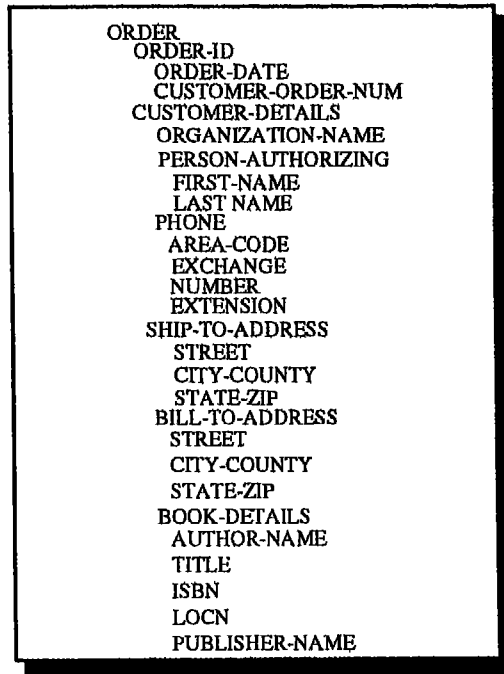 ORDER
ORDER-ID
ORDER-DATE
CUSTOMER-ORDER-NUM
CUSTOMER-DETAILS
ORGANIZATION-NAME
PERSON-AUTHORIZING
FIRST-NAME
LAST NAME
PHONE
AREA-CODE
EXCHANGE
NUMBER
EXTENSION
SHIP-TO-ADDRESS
STREET
CITY-COUNTY
STATE-ZIP
BILL-TO-ADDRESS
STREET
CITY-COUNTY
STATE-ZIP
BOOK-DETAILS
AUTHOR-NAME
TITLE
ISBN
LOCN
PUBLISHER-NAME